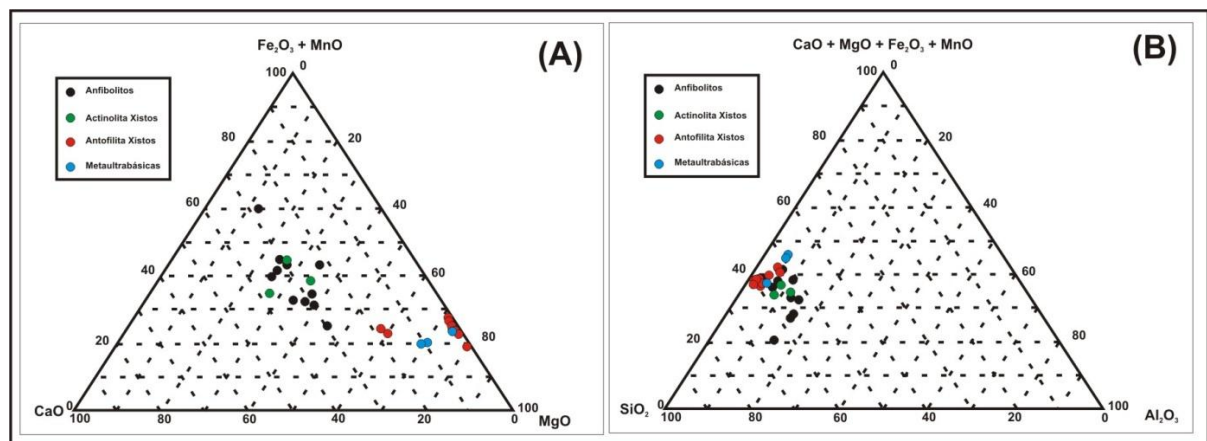 Fe₂O₃ + MnO
(A)
100
0
Anfibolitos
Actinolita Xistos
Antofilita Xistos
Metaultrabásicas
80
20
60
40
40
60
20
80
CaO
0
100
80
60
40
20
0
100
MgO
CaO + MgO + Fe₂O₃ + MnO
(B)
100
0
Anfibolitos
Actinolita Xistos
Antofilita Xistos
Metaultrabásicas
80
20
60
40
40
60
20
80
SiO₂
0
100
80
60
40
20
0
100
Al₂O₃